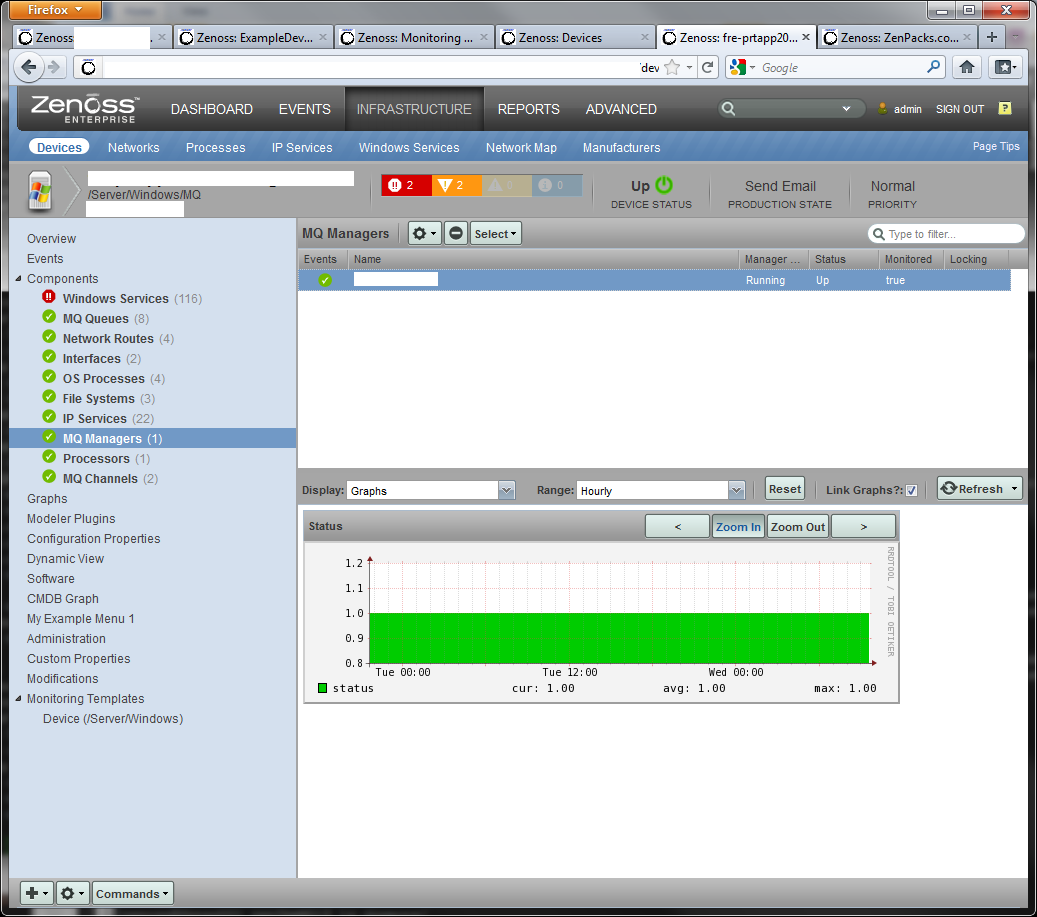 Firefox
Zenoss
Zenoss: ExampleDev...
Zenoss: Monitoring ...
Zenoss: Devices
Zenoss: fre-prtapp20...
Zenoss: ZenPacks.co...
dev
Google
Zenoss™ ENTERPRISE
DASHBOARD EVENTS INFRASTRUCTURE REPORTS ADVANCED
admin SIGN OUT ?
Devices Networks Processes IP Services Windows Services Network Map Manufacturers Page Tips
/Server/Windows/MQ
2 2 0 0
Up
DEVICE STATUS
Send Email
PRODUCTION STATE
Normal
PRIORITY
Overview
Events
Components
Windows Services (116)
MQ Queues (8)
Network Routes (4)
Interfaces (2)
OS Processes (4)
File Systems (3)
IP Services (22)
MQ Managers (1)
Processors (1)
MQ Channels (2)
Graphs
Modeler Plugins
Configuration Properties
Dynamic View
Software
CMDB Graph
My Example Menu 1
Administration
Custom Properties
Modifications
Monitoring Templates
Device (/Server/Windows)
MQ Managers Select Type to filter...
Events Name Manager ... Status Monitored Locking
Running Up true
Display: Graphs Range: Hourly Reset Link Graphs?: Refresh
Status < Zoom In Zoom Out >
1.2
1.1
1.0
0.9
0.8
Tue 00:00 Tue 12:00 Wed 00:00
status cur: 1.00 avg: 1.00 max: 1.00
RRDTOOL / TOBI OETIKER
Commands